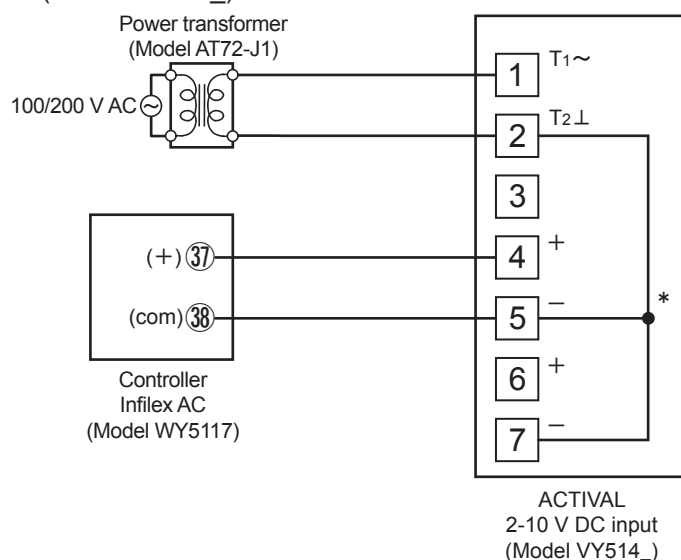 Power transformer
(Model AT72-J1)
100/200 V AC
1 T1~
2 T2⊥
3
(+) 37 4 +
(com) 38 5 − *
6 +
7 −
Controller
Infilex AC
(Model WY5117)
ACTIVAL
2-10 V DC input
(Model VY514_)